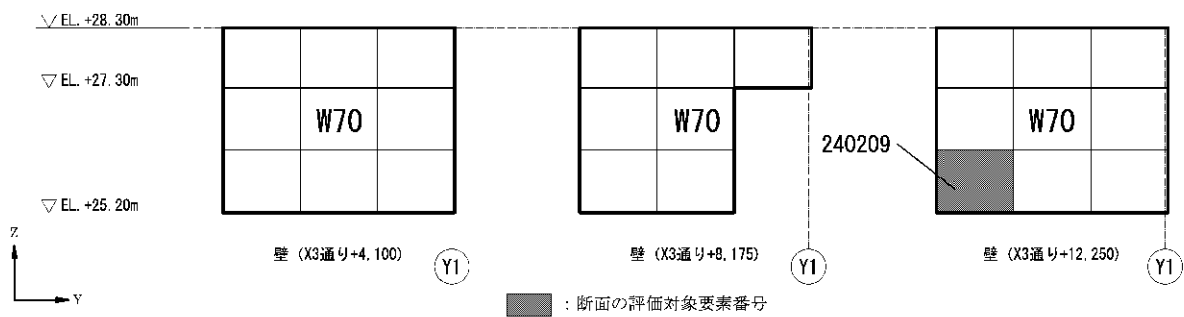 EL. +28.30m
EL. +27.30m
EL. +25.20m
W70
W70
W70
240209
Z
Y
壁 (X3通り+4,100)
Y1
壁 (X3通り+8,175)
Y1
壁 (X3通り+12,250)
Y1
：断面の評価対象要素番号